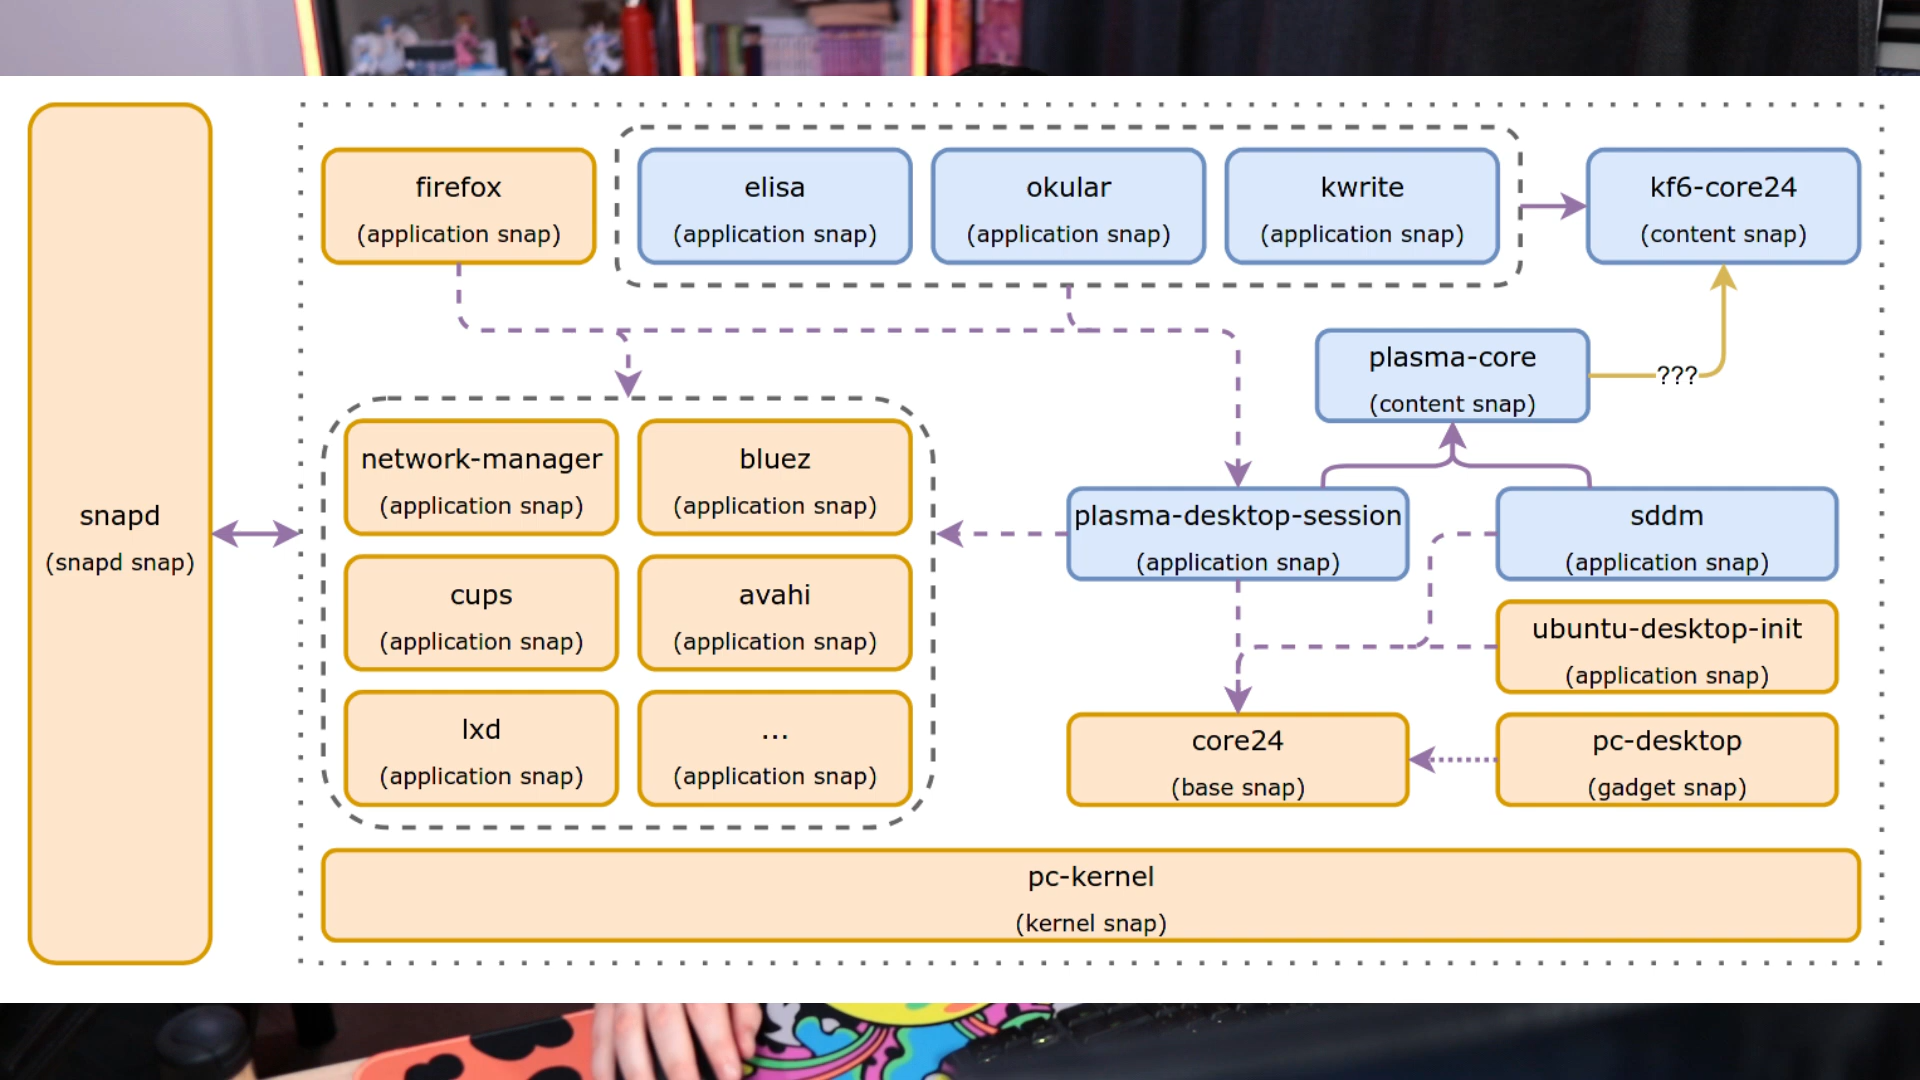 firefox
(application snap)
elisa
(application snap)
okular
(application snap)
kwrite
(application snap)
kf6-core24
(content snap)
plasma-core
(content snap)
???
snapd
(snapd snap)
network-manager
(application snap)
bluez
(application snap)
cups
(application snap)
avahi
(application snap)
lxd
(application snap)
...
(application snap)
plasma-desktop-session
(application snap)
sddm
(application snap)
ubuntu-desktop-init
(application snap)
core24
(base snap)
pc-desktop
(gadget snap)
pc-kernel
(kernel snap)